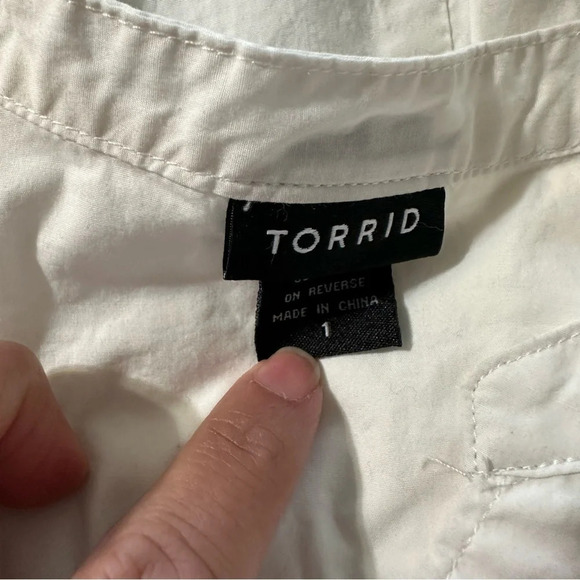 TORRID
ON REVERSE
MADE IN CHINA
1